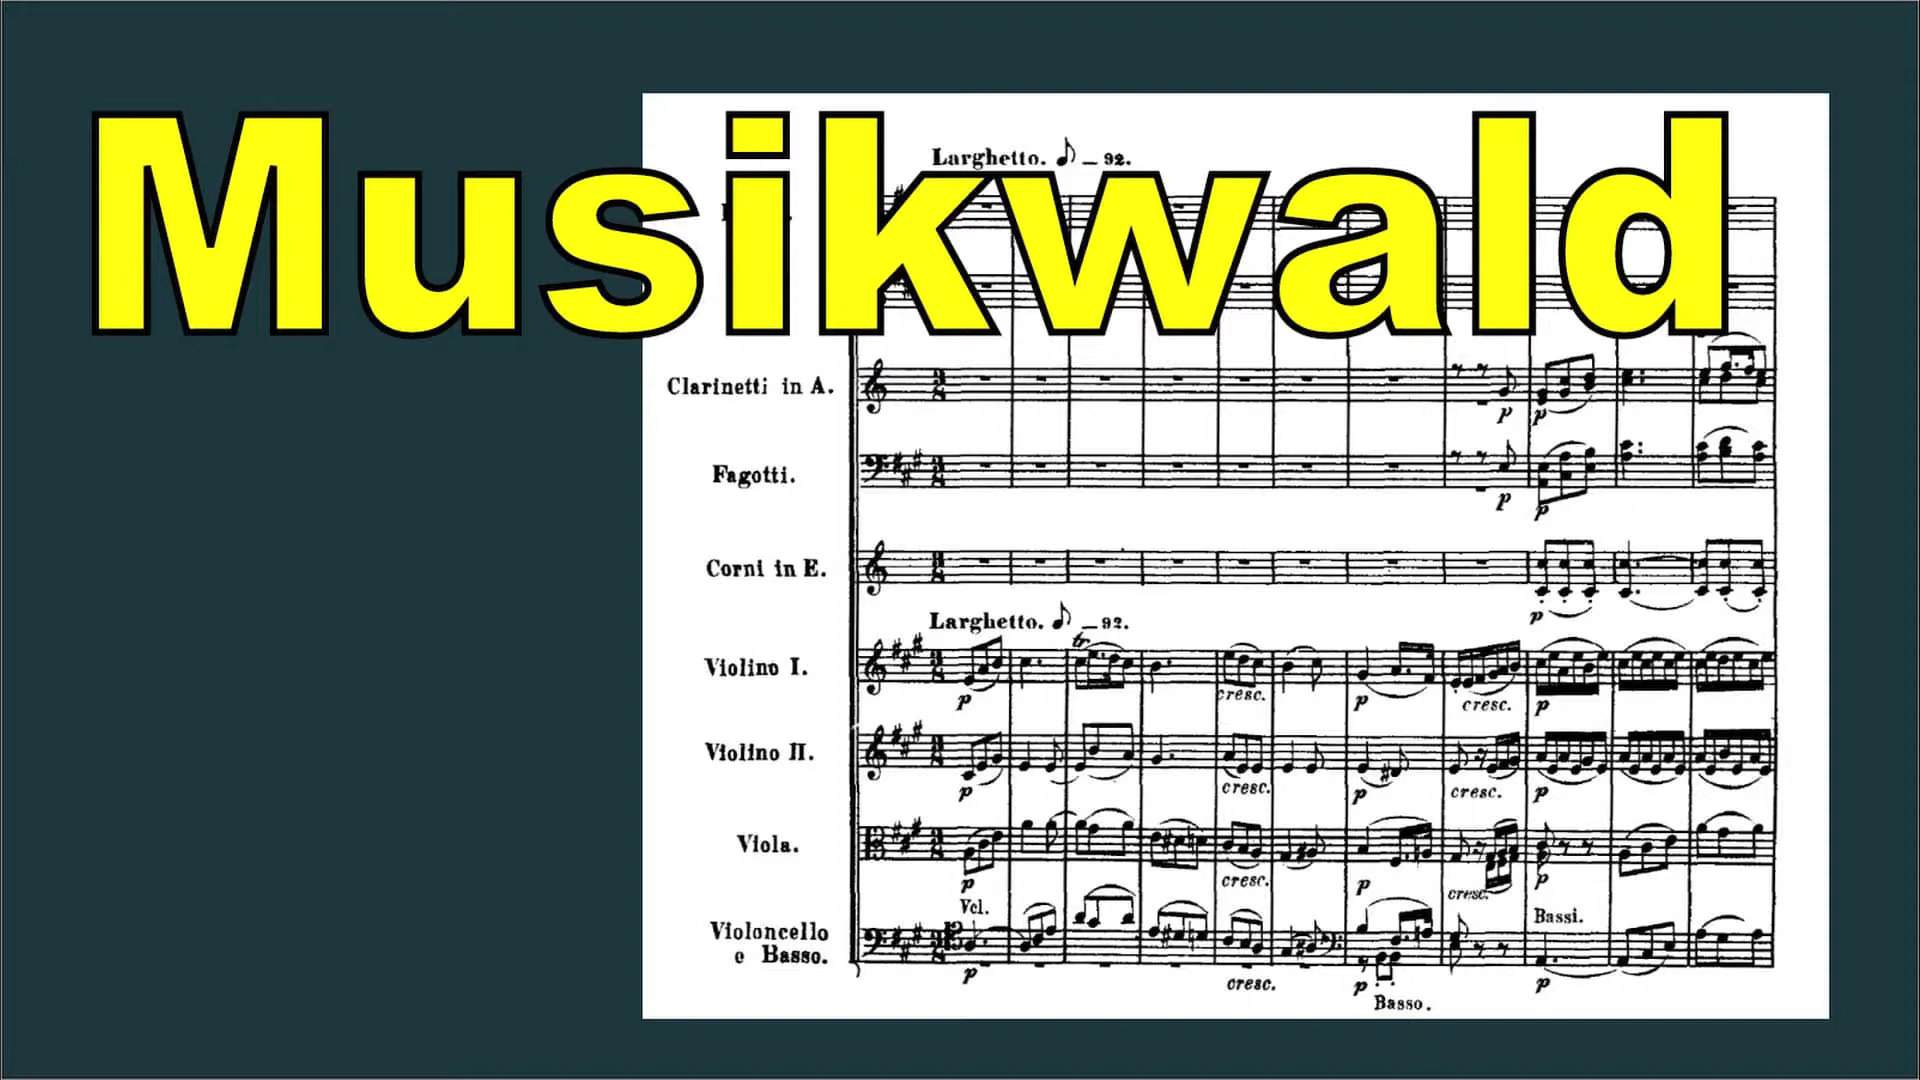 Musikwald
Larghetto. ♪ – 92.
Clarinetti in A.
p p
Fagotti.
p p
Corni in E.
p
Larghetto. ♪ – 92.
tr
Violino I.
p cresc. p cresc. p
Violino II.
p cresc. p cresc. p
Viola.
p cresc. p cresc. p
Vcl. Bassi.
Violoncello
e Basso.
p cresc. p p
Basso.